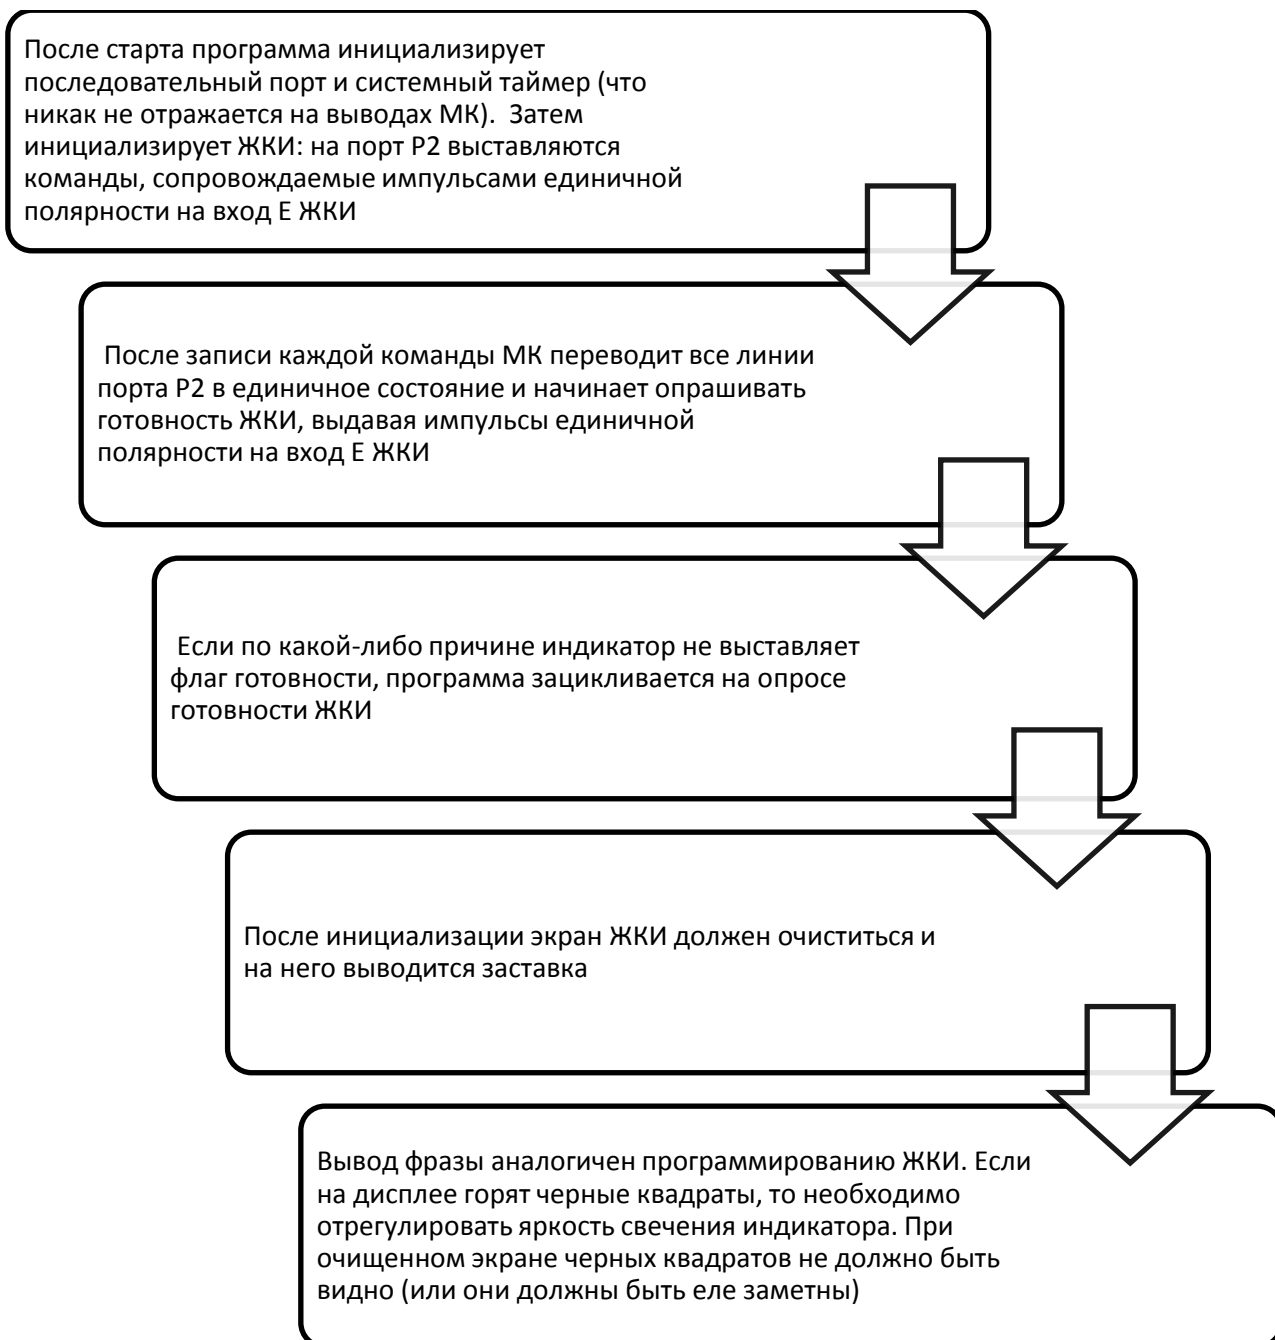 После старта программа инициализирует
последовательный порт и системный таймер (что
никак не отражается на выводах МК).  Затем
инициализирует ЖКИ: на порт P2 выставляются
команды, сопровождаемые импульсами единичной
полярности на вход E ЖКИ
После записи каждой команды МК переводит все линии
порта P2 в единичное состояние и начинает опрашивать
готовность ЖКИ, выдавая импульсы единичной
полярности на вход E ЖКИ
Если по какой-либо причине индикатор не выставляет
флаг готовности, программа зацикливается на опросе
готовности ЖКИ
После инициализации экран ЖКИ должен очиститься и
на него выводится заставка
Вывод фразы аналогичен программированию ЖКИ. Если
на дисплее горят черные квадраты, то необходимо
отрегулировать яркость свечения индикатора. При
очищенном экране черных квадратов не должно быть
видно (или они должны быть еле заметны)